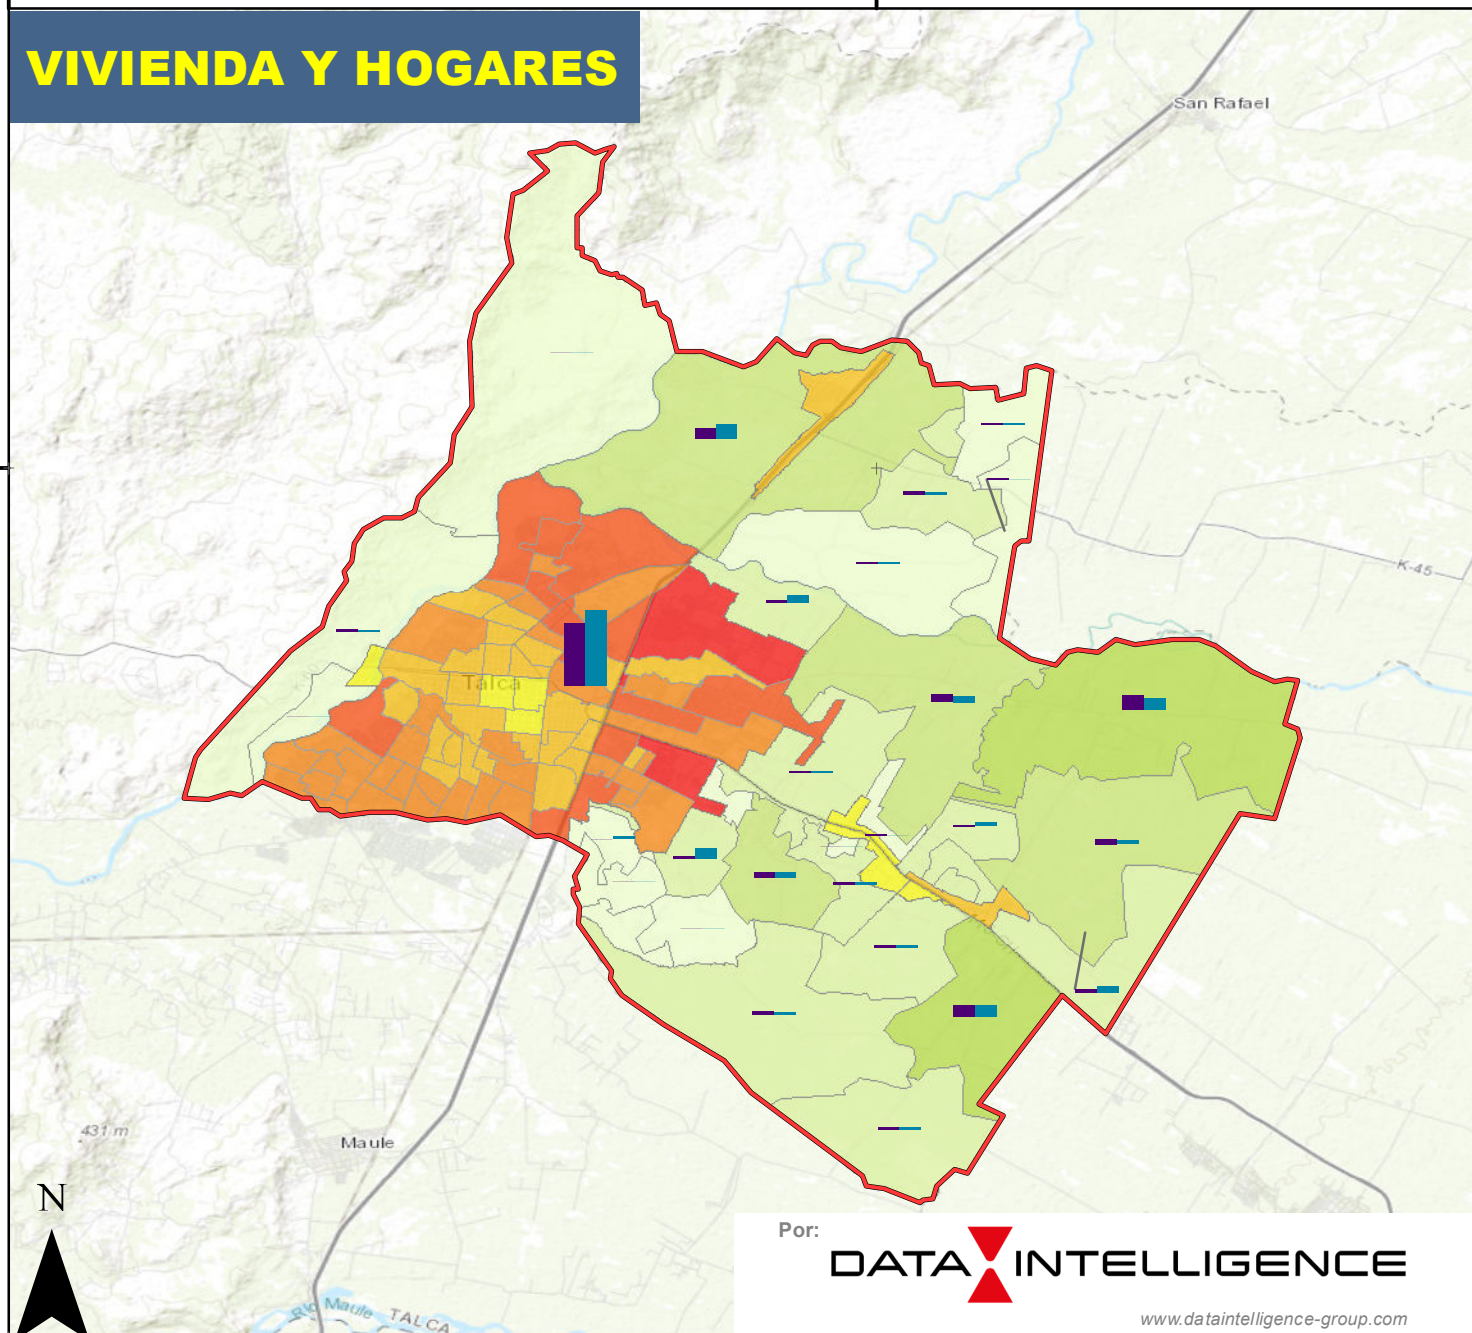 VIVIENDA Y HOGARES
San Rafael
K-45
Talca
431 m
Maule
N
Río Maule
TALCA
Por:
DATA INTELLIGENCE
www.dataintelligence-group.com